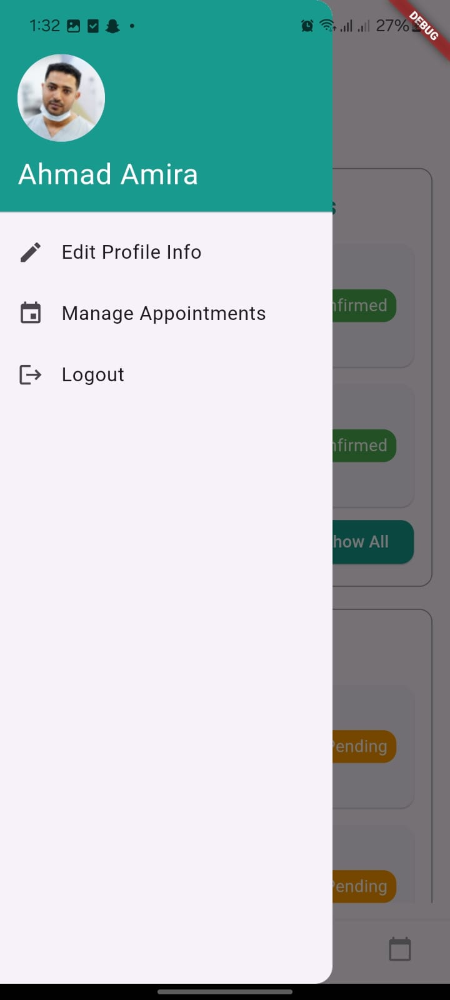 1:32
27%
DEBUG
Ahmad Amira
s
Edit Profile Info
nfirmed
Manage Appointments
Logout
nfirmed
how All
Pending
Pending